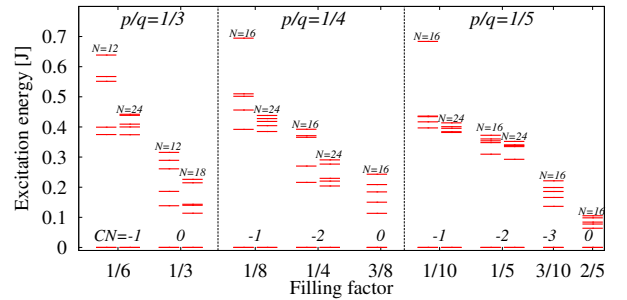 p/q=1/3 p/q=1/4 p/q=1/5
0.7
0.6
0.5
0.4
0.3
0.2
0.1
0
Excitation energy [J]
N=12
N=24
N=12
N=18
N=16
N=24
N=16
N=24
N=16
N=16
N=24
N=16
N=24
N=16
N=16
CN=-1 0 -1 -2 0 -1 -2 -3 0
1/6 1/3 1/8 1/4 3/8 1/10 1/5 3/10 2/5
Filling factor